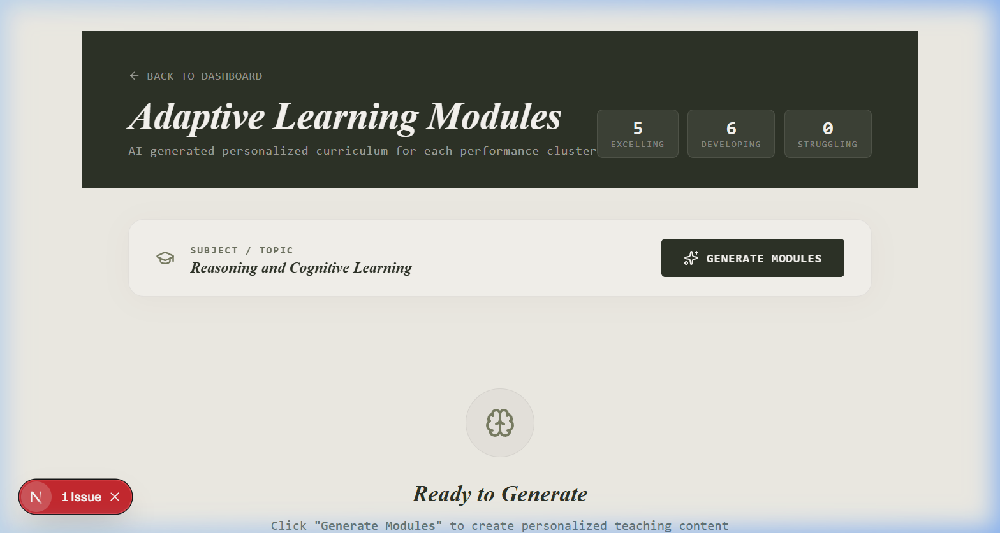 BACK TO DASHBOARD
Adaptive Learning Modules
AI-generated personalized curriculum for each performance cluster
5
EXCELLING
6
DEVELOPING
0
STRUGGLING
SUBJECT / TOPIC
Reasoning and Cognitive Learning
GENERATE MODULES
Ready to Generate
Click "Generate Modules" to create personalized teaching content
N
1 Issue